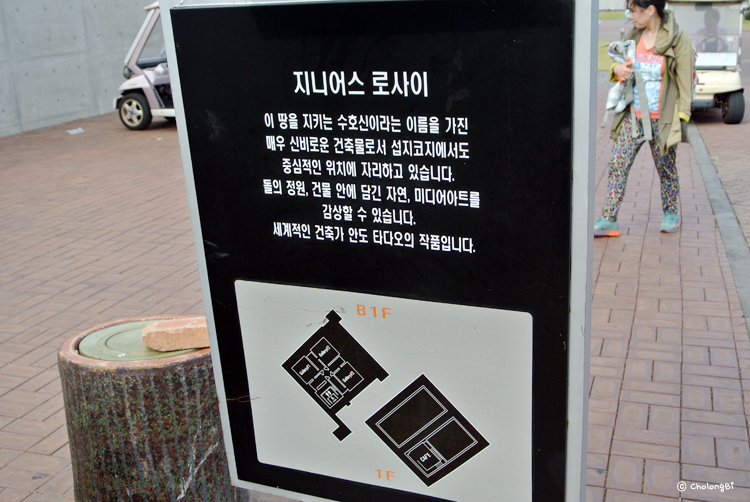 지니어스 로사이
이 땅을 지키는 수호신이라는 이름을 가진
매우 신비로운 건축물로서 섭지코지에서도
중심적인 위치에 자리하고 있습니다.
돌의 정원, 건물 안에 담긴 자연, 미디어아트를
감상할 수 있습니다.
세계적인 건축가 안도 타다오의 작품입니다.
B1F
1F
CAFE
© CholongBi